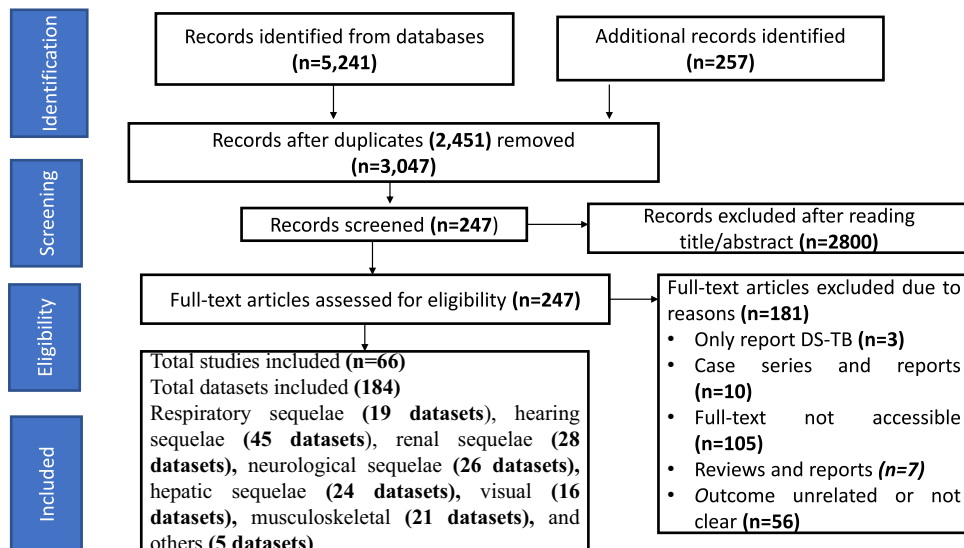 Identification
Records identified from databases
(n=5,241)
Additional records identified
(n=257)
Records after duplicates (2,451) removed
(n=3,047)
Screening
Records screened (n=247)
Records excluded after reading
title/abstract (n=2800)
Eligibility
Full-text articles assessed for eligibility (n=247)
Full-text articles excluded due to
reasons (n=181)
• Only report DS-TB (n=3)
• Case series and reports
(n=10)
• Full-text not accessible
(n=105)
• Reviews and reports (n=7)
• Outcome unrelated or not
clear (n=56)
Included
Total studies included (n=66)
Total datasets included (184)
Respiratory sequelae (19 datasets), hearing
sequelae (45 datasets), renal sequelae (28
datasets), neurological sequelae (26 datasets),
hepatic sequelae (24 datasets), visual (16
datasets), musculoskeletal (21 datasets), and
others (5 datasets)